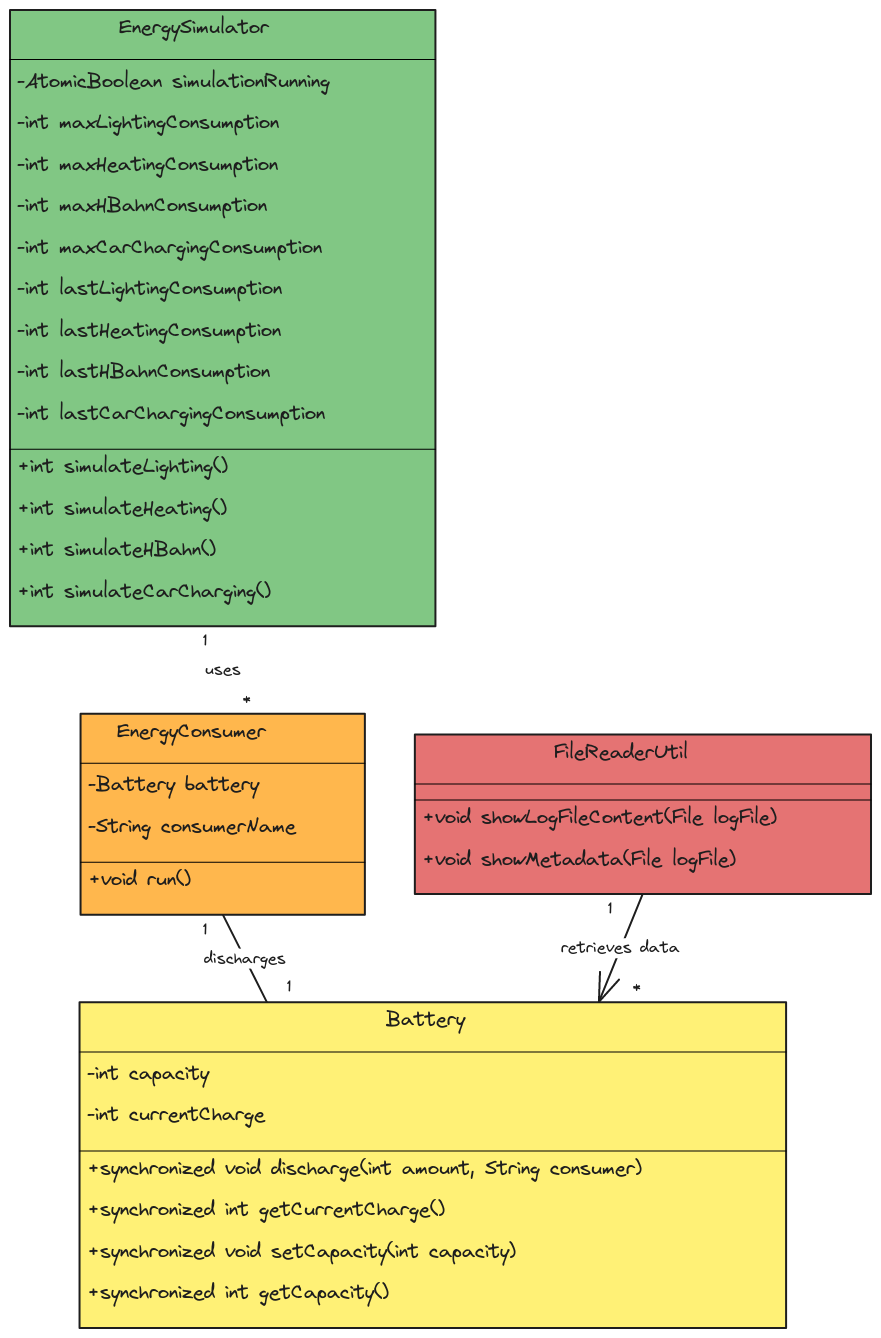 EnergySimulator
-AtomicBoolean simulationRunning
-int maxLightingConsumption
-int maxHeatingConsumption
-int maxHBahnConsumption
-int maxCarChargingConsumption
-int lastLightingConsumption
-int lastHeatingConsumption
-int lastHBahnConsumption
-int lastCarChargingConsumption
+int simulateLighting()
+int simulateHeating()
+int simulateHBahn()
+int simulateCarCharging()
1
uses
*
EnergyConsumer
-Battery battery
-String consumerName
+void run()
FileReaderUtil
+void showLogFileContent(File logFile)
+void showMetadata(File logFile)
1
discharges
1
1
retrieves data
*
Battery
-int capacity
-int currentCharge
+synchronized void discharge(int amount, String consumer)
+synchronized int getCurrentCharge()
+synchronized void setCapacity(int capacity)
+synchronized int getCapacity()